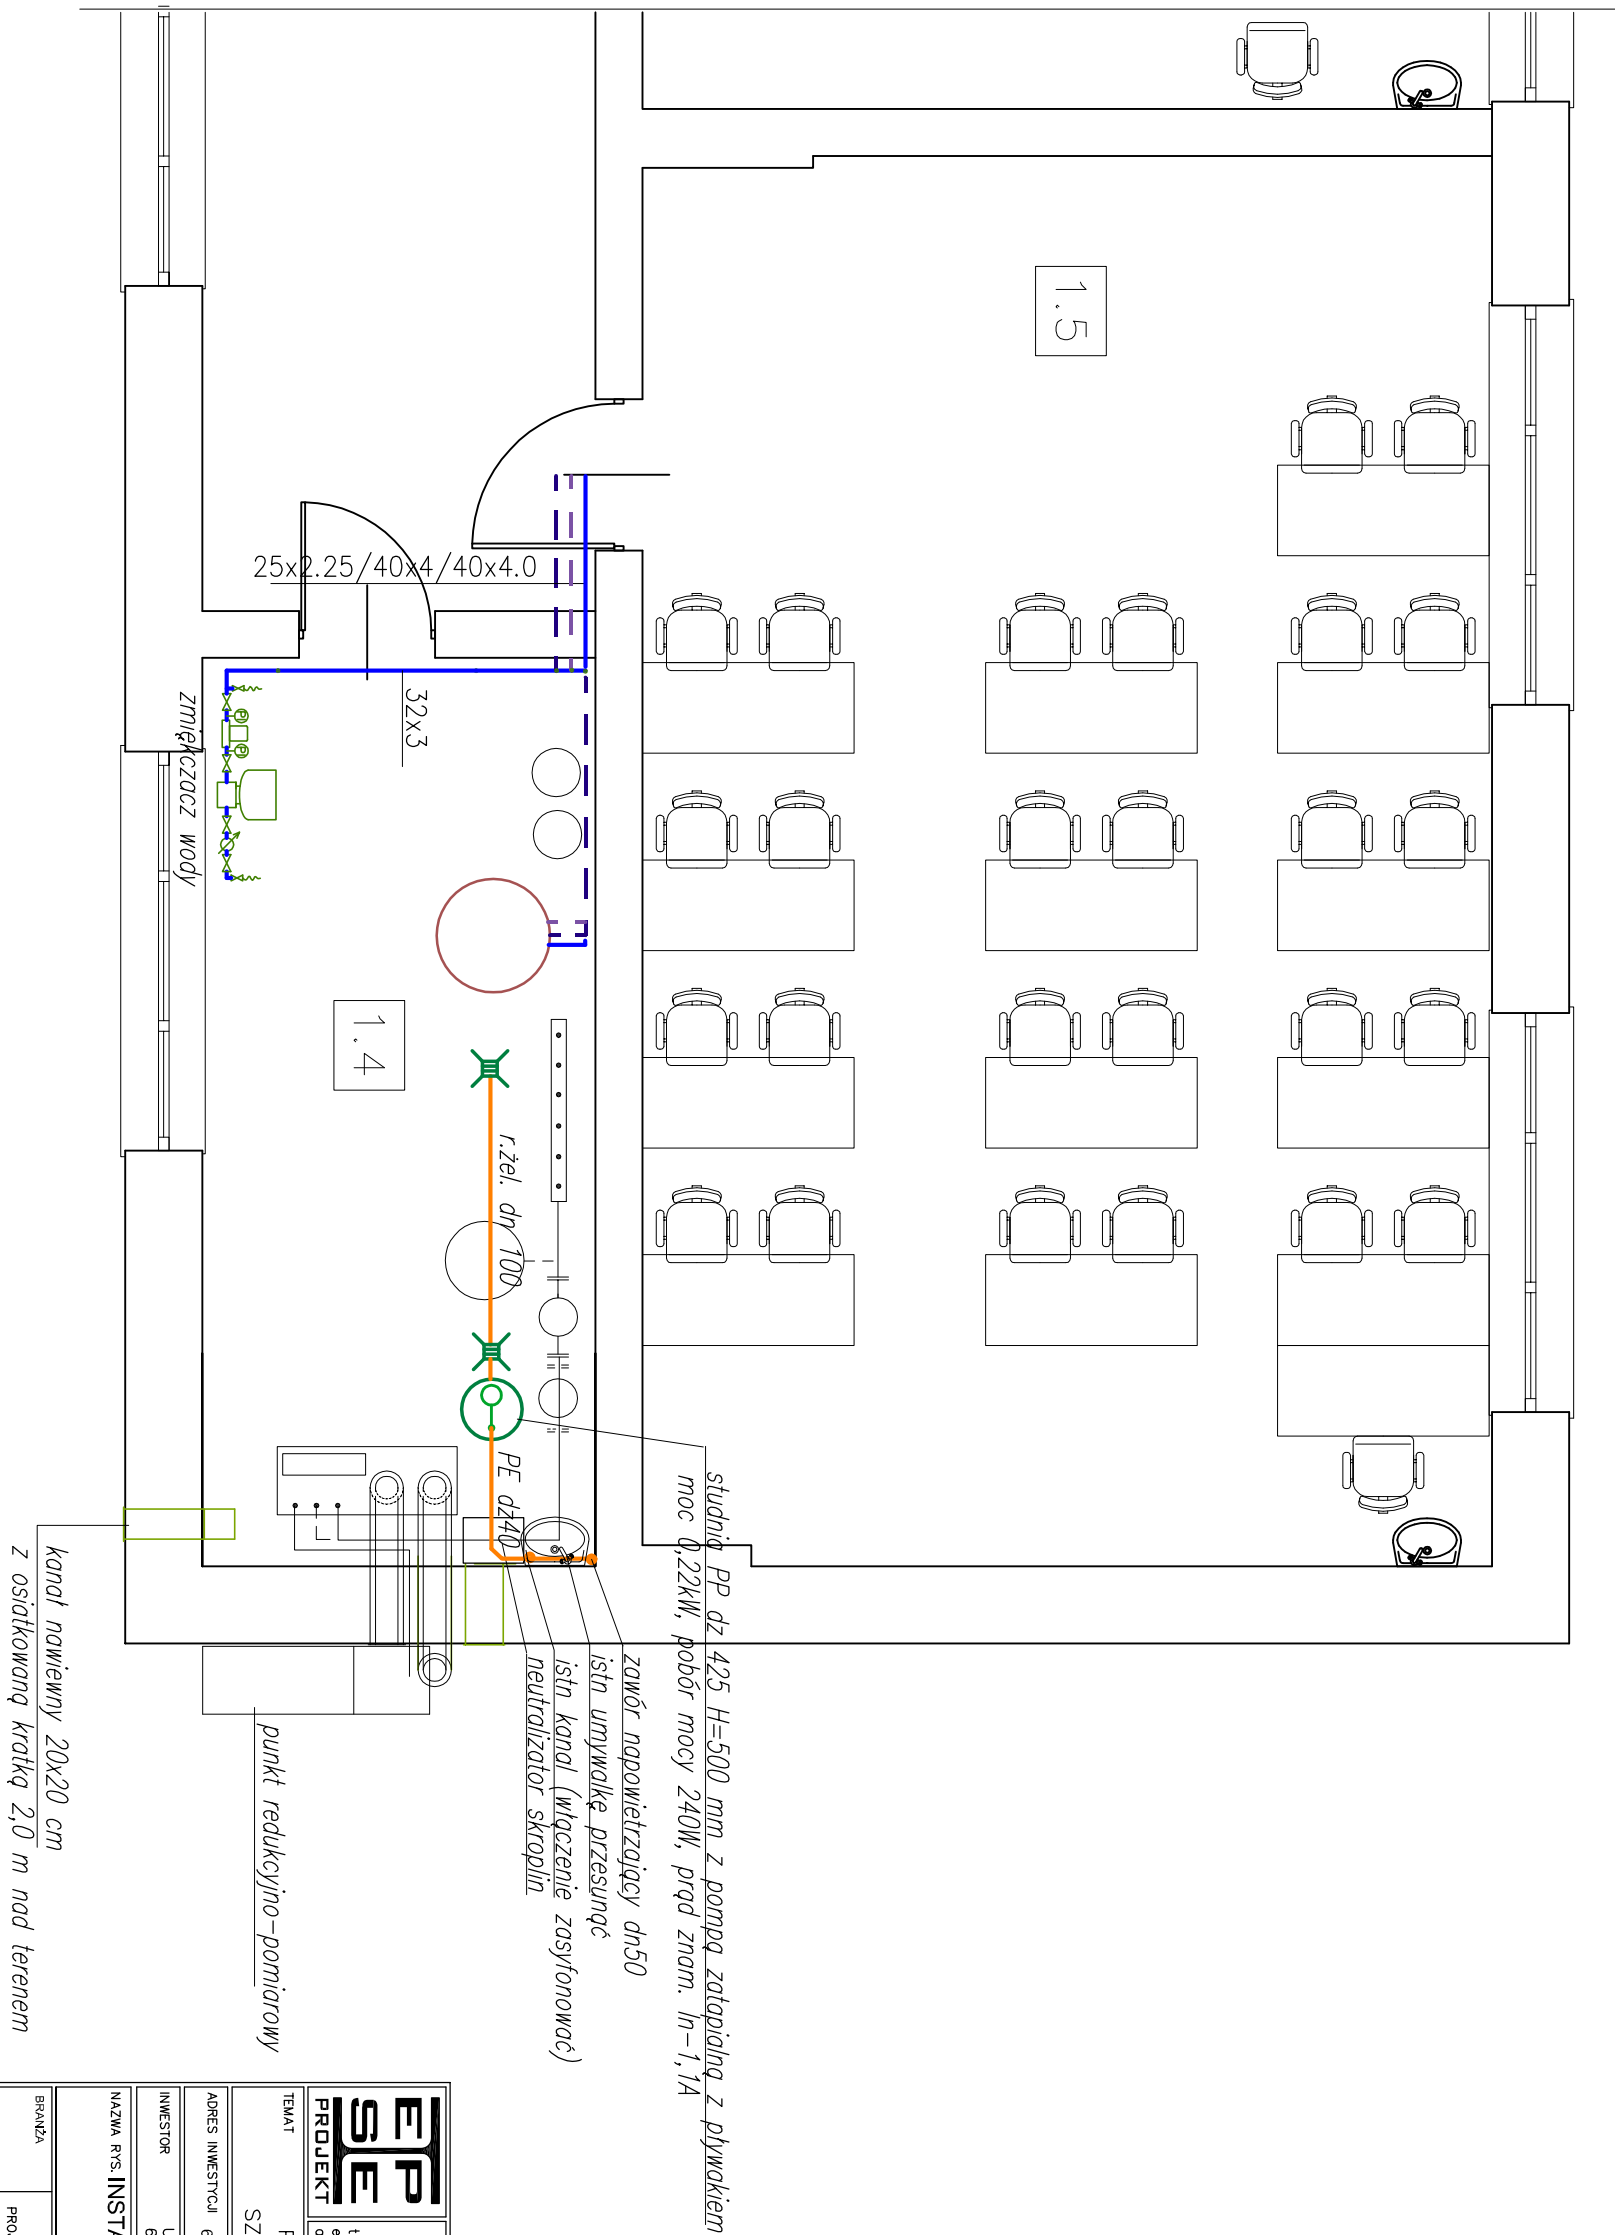 1.5
25x2.25/40x4/40x4.0
32x3
zmiękczacz wody
P
P
1.4
r.żel. dn 100
PE dz40
studnia PP dz 425 H=500 mm z pompą zatapialną z pływakiem
moc 0,22kW, pobór mocy 240W, prąd znam. In-1,1A
zawór napowietrzający dn50
istn umywalkę przesunąć
istn kanal (włączenie zasyfonować)
neutralizator skroplin
punkt redukcyjno-pomiarowy
kanał nawiewny 20x20 cm
z osiatkowaną kratką 2,0 m nad terenem
EP
SE
PROJEKT
TEMAT
SZ
ADRES INWESTYCJI
INWESTOR
NAZWA RYS. INSTA
BRANŻA